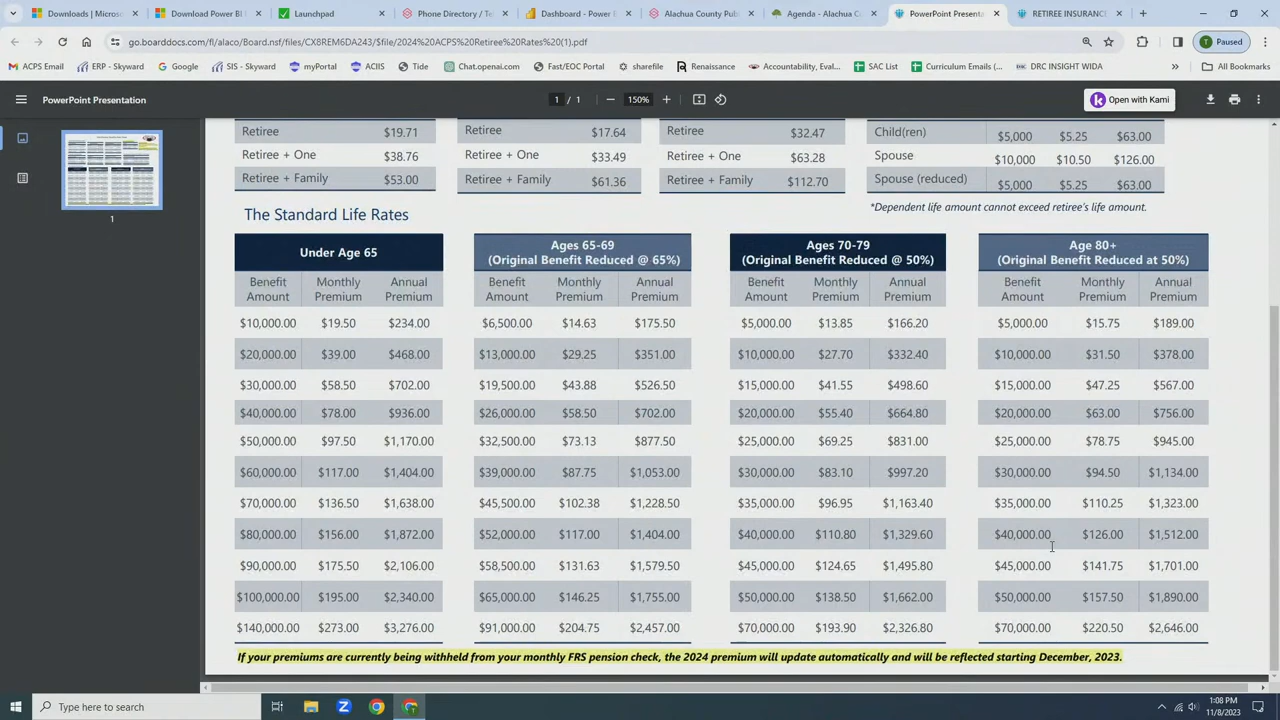 Downloads | Microso
Download Power BI R
Launchpad
Phone Directory / Te
Dashboard - Power B
Alachua County Pub
Agenda - Alachua C
PowerPoint Presenta
RETIREE INSURANC
go.boarddocs.com/fl/alaco/Board.nsf/files/CX8REM6DA243/$file/2024%20ACPS%20Retiree%20Rates%20(1).pdf
T Paused
ACPS Email
ERP - Skyward
Google
SIS - Skyward
myPortal
ACIIS
Tide
Chat.openai.com
Fast/EOC Portal
sharefile
Renaissance
Accountability, Eval...
SAC List
Curriculum Emails (...
DRC INSIGHT WIDA
»
All Bookmarks
PowerPoint Presentation
1 / 1
150%
Open with Kami
1
Retiree $19.71
Retiree + One $38.76
Retiree + Family $53.00
Retiree $17.64
Retiree + One $33.49
Retiree + Family $61.36
Retiree $32.47
Retiree + One $63.28
Retiree + Family $112.70
Child(ren) $5,000 $5.25 $63.00
Spouse $10,000 $10.50 $126.00
Spouse (reduced) $5,000 $5.25 $63.00
*Dependent life amount cannot exceed retiree's life amount.
The Standard Life Rates
Under Age 65
Benefit Monthly Annual
Amount Premium Premium
$10,000.00 $19.50 $234.00
$20,000.00 $39.00 $468.00
$30,000.00 $58.50 $702.00
$40,000.00 $78.00 $936.00
$50,000.00 $97.50 $1,170.00
$60,000.00 $117.00 $1,404.00
$70,000.00 $136.50 $1,638.00
$80,000.00 $156.00 $1,872.00
$90,000.00 $175.50 $2,106.00
$100,000.00 $195.00 $2,340.00
$140,000.00 $273.00 $3,276.00
Ages 65-69
(Original Benefit Reduced @ 65%)
Benefit Monthly Annual
Amount Premium Premium
$6,500.00 $14.63 $175.50
$13,000.00 $29.25 $351.00
$19,500.00 $43.88 $526.50
$26,000.00 $58.50 $702.00
$32,500.00 $73.13 $877.50
$39,000.00 $87.75 $1,053.00
$45,500.00 $102.38 $1,228.50
$52,000.00 $117.00 $1,404.00
$58,500.00 $131.63 $1,579.50
$65,000.00 $146.25 $1,755.00
$91,000.00 $204.75 $2,457.00
Ages 70-79
(Original Benefit Reduced @ 50%)
Benefit Monthly Annual
Amount Premium Premium
$5,000.00 $13.85 $166.20
$10,000.00 $27.70 $332.40
$15,000.00 $41.55 $498.60
$20,000.00 $55.40 $664.80
$25,000.00 $69.25 $831.00
$30,000.00 $83.10 $997.20
$35,000.00 $96.95 $1,163.40
$40,000.00 $110.80 $1,329.60
$45,000.00 $124.65 $1,495.80
$50,000.00 $138.50 $1,662.00
$70,000.00 $193.90 $2,326.80
Age 80+
(Original Benefit Reduced at 50%)
Benefit Monthly Annual
Amount Premium Premium
$5,000.00 $15.75 $189.00
$10,000.00 $31.50 $378.00
$15,000.00 $47.25 $567.00
$20,000.00 $63.00 $756.00
$25,000.00 $78.75 $945.00
$30,000.00 $94.50 $1,134.00
$35,000.00 $110.25 $1,323.00
$40,000.00 $126.00 $1,512.00
$45,000.00 $141.75 $1,701.00
$50,000.00 $157.50 $1,890.00
$70,000.00 $220.50 $2,646.00
If your premiums are currently being withheld from your monthly FRS pension check, the 2024 premium will update automatically and will be reflected starting December, 2023.
Type here to search
1:08 PM
11/8/2023